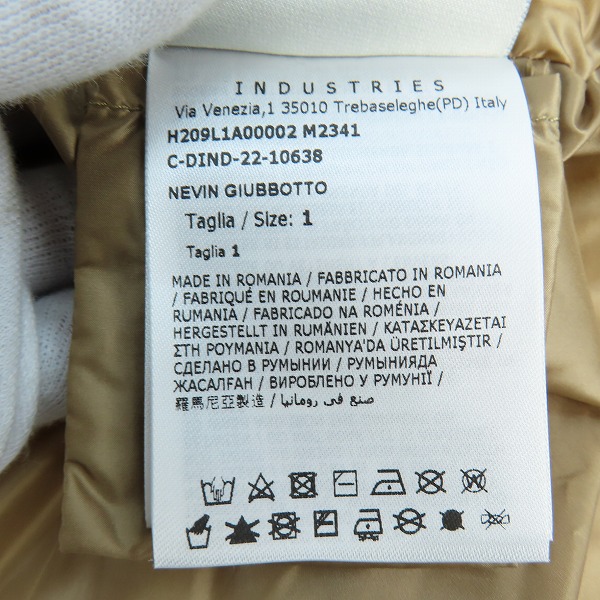 INDUSTRIES
Via Venezia,1 35010 Trebaseleghe(PD) Italy
H209L1A00002 M2341
C-DIND-22-10638
NEVIN GIUBBOTTO
Taglia / Size: 1
Taglia 1
MADE IN ROMANIA / FABBRICATO IN ROMANIA
/ FABRIQUÉ EN ROUMANIE / HECHO EN
RUMANIA / FABRICADO NA ROMÉNIA /
HERGESTELLT IN RUMÄNIEN / ΚΑΤΑΣΚΕΥΑΖΕΤΑΙ
ΣΤΗ ΡΟΥΜΑΝΙΑ / ROMANYA'DA ÜRETILMIŞTIR /
СДЕЛАНО В РУМЫНИИ / РУМЫНИЯДА
ЖАСАЛҒАН / ВИРОБЛЕНО У РУМУНІЇ /
羅馬尼亞製造 / صنع في رومانيا